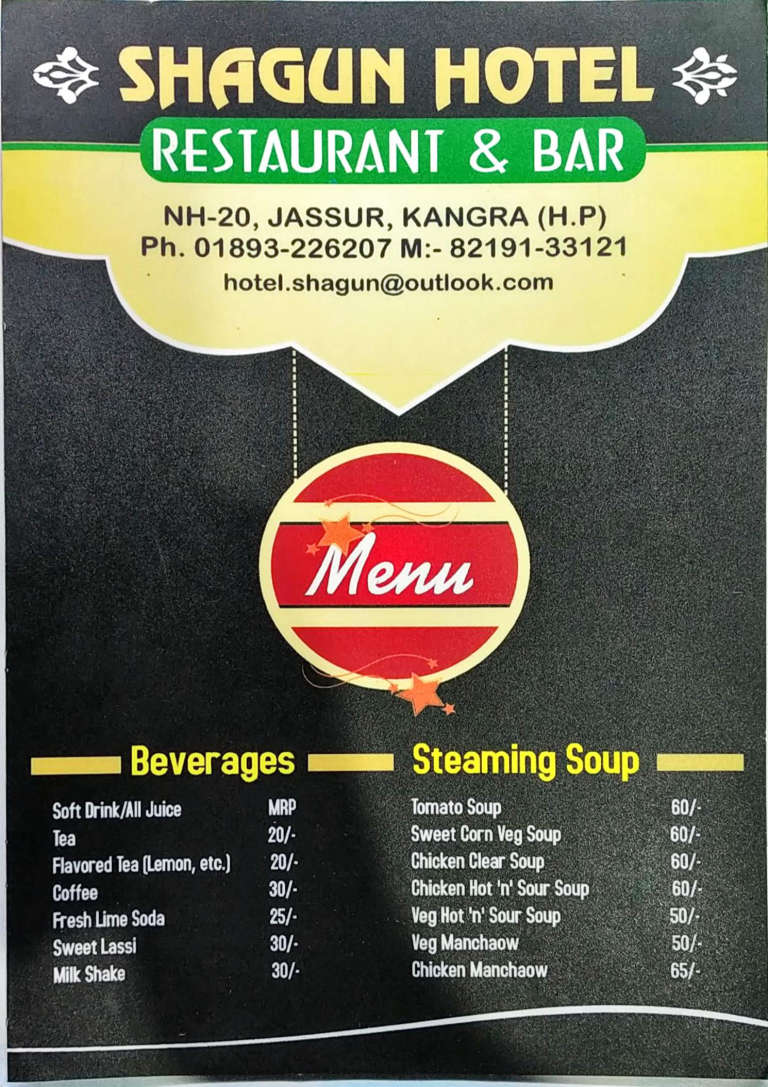 SHAGUN HOTEL
RESTAURANT & BAR
NH-20, JASSUR, KANGRA (H.P)
Ph. 01893-226207 M:- 82191-33121
hotel.shagun@outlook.com
Menu
Beverages
Soft Drink/All Juice MRP
Tea 20/-
Flavored Tea (Lemon, etc.) 20/-
Coffee 30/-
Fresh Lime Soda 25/-
Sweet Lassi 30/-
Milk Shake 30/-
Steaming Soup
Tomato Soup 60/-
Sweet Corn Veg Soup 60/-
Chicken Clear Soup 60/-
Chicken Hot 'n' Sour Soup 60/-
Veg Hot 'n' Sour Soup 50/-
Veg Manchaow 50/-
Chicken Manchaow 65/-